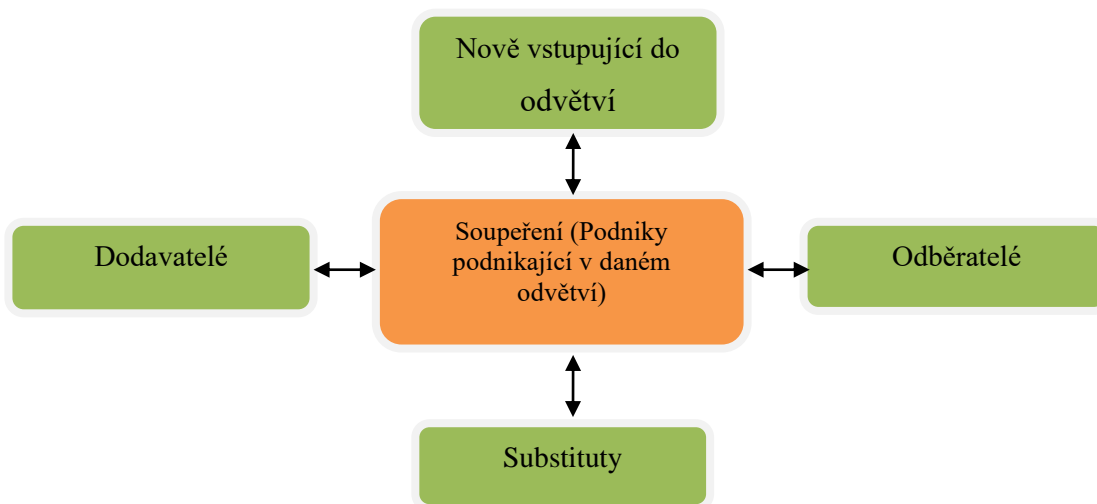 Nově vstupující do
odvětví
Dodavatelé
Soupeření (Podniky
podnikající v daném
odvětví)
Odběratelé
Substituty